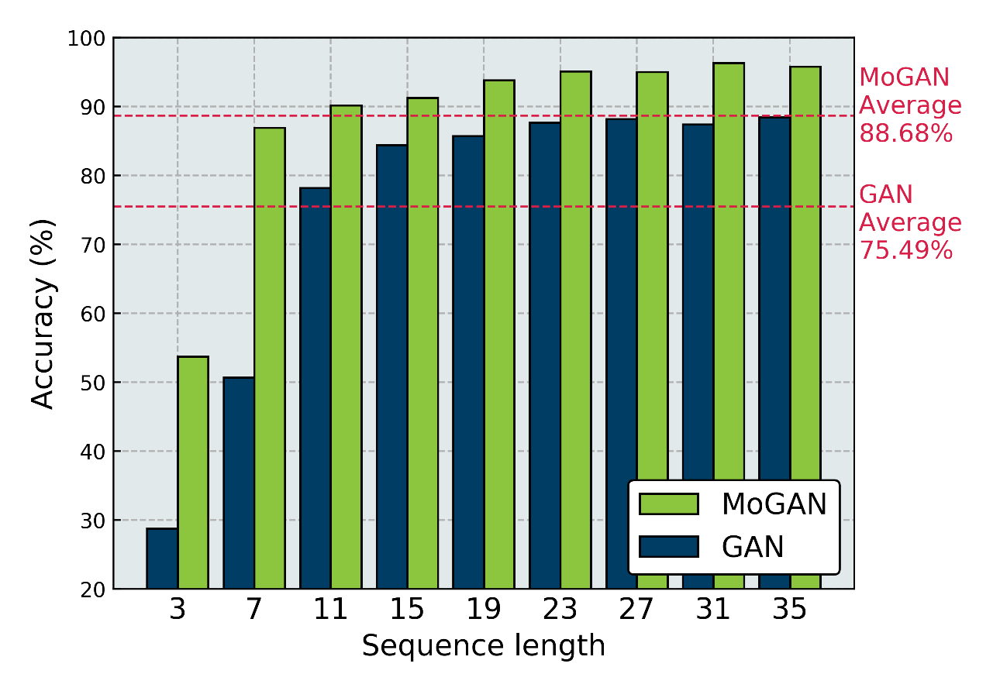 100
90
80
70
60
50
40
30
20
Accuracy (%)
3 7 11 15 19 23 27 31 35
Sequence length
MoGAN
Average
88.68%
GAN
Average
75.49%
MoGAN
GAN